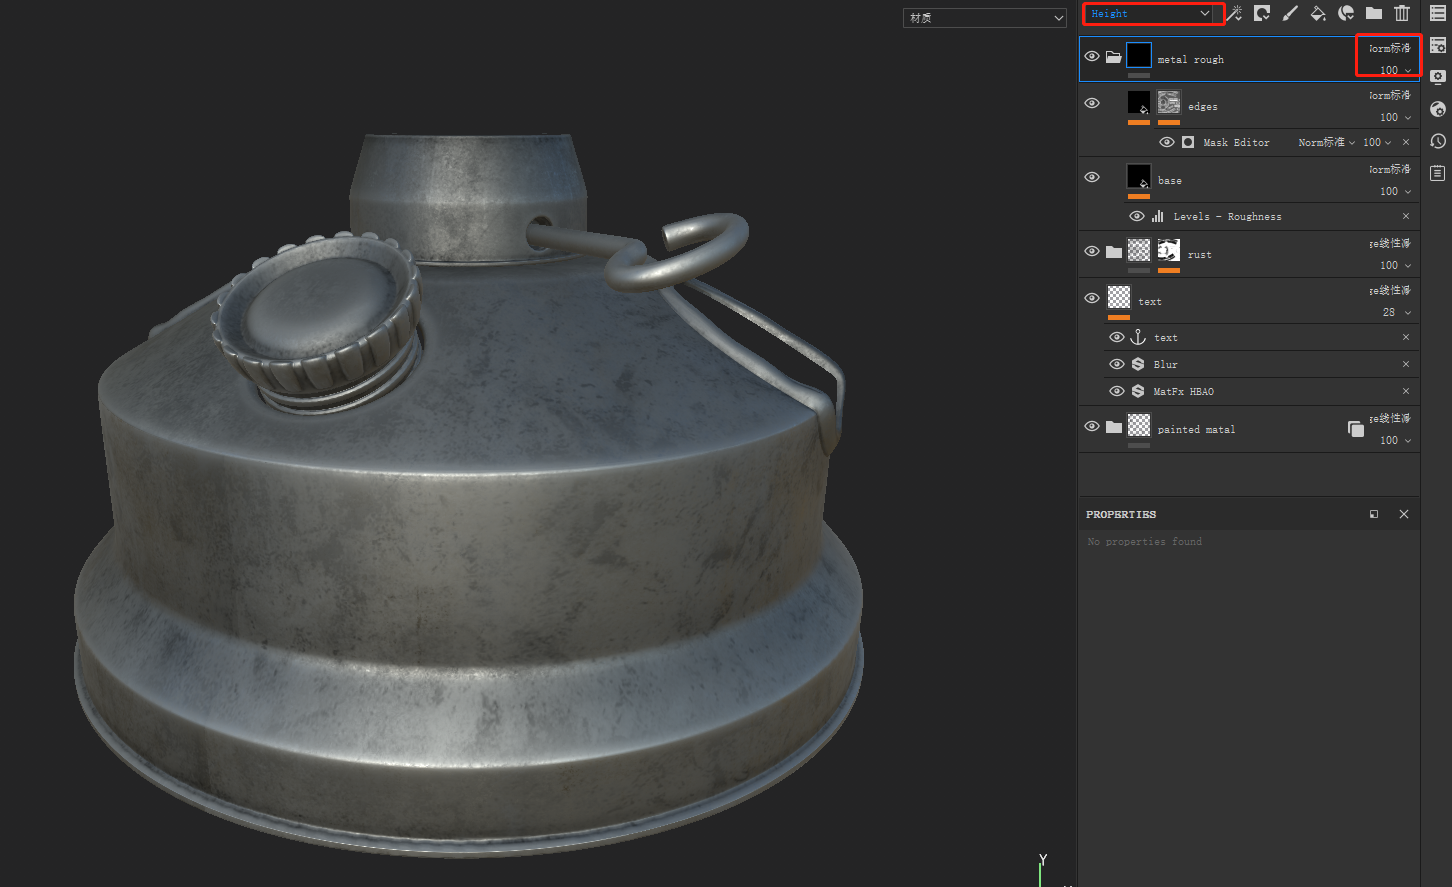 材质
Height
Norm标准
metal rough
100
Norm标准
edges
100
Mask Editor Norm标准 100
Norm标准
base
100
Levels - Roughness
ge线性减
rust
100
ge线性减
text
28
text
Blur
MatFx HBAO
ge线性减
painted matal
100
PROPERTIES
No properties found
Y